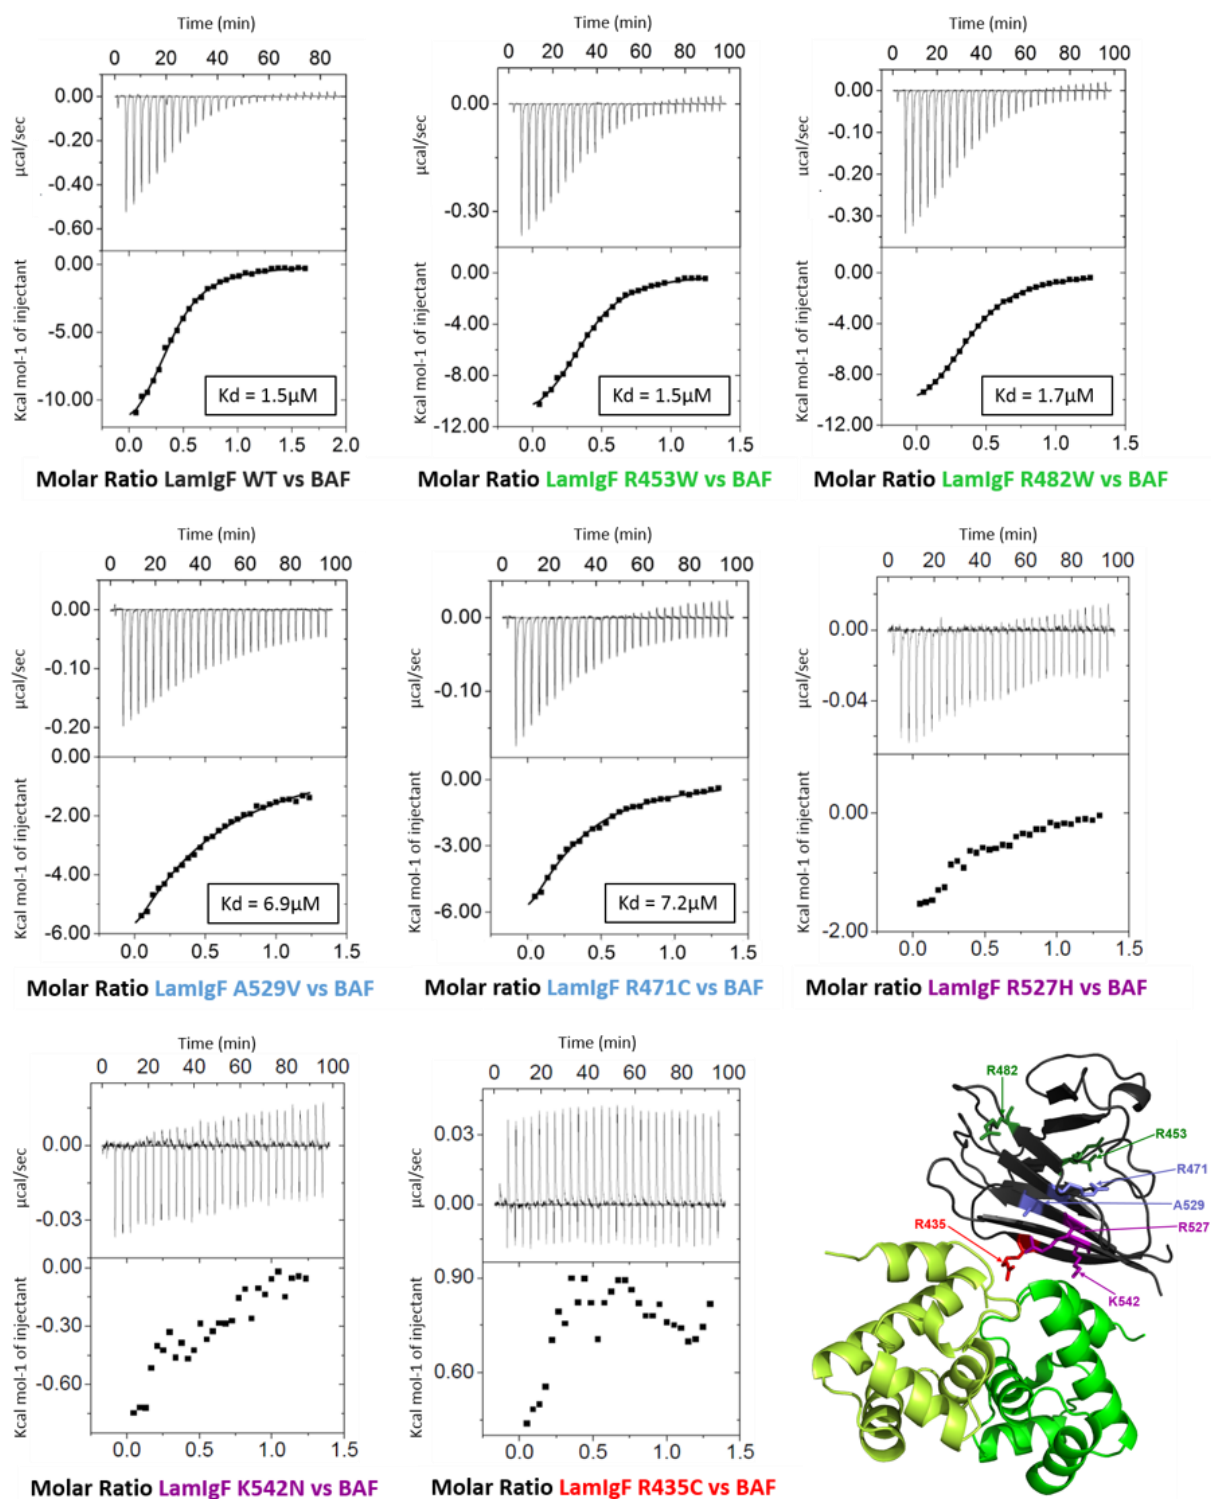 Time (min)
0 20 40 60 80
0.00
-0.20
-0.40
-0.60
µcal/sec
0.00
-5.00
-10.00
Kcal mol-1 of injectant
Kd = 1.5µM
0.0 0.5 1.0 1.5 2.0
Molar Ratio LamIgF WT vs BAF
Time (min)
0 20 40 60 80 100
0.00
-0.30
µcal/sec
0.00
-4.00
-8.00
-12.00
Kcal mol-1 of injectant
Kd = 1.5µM
0.0 0.5 1.0 1.5
Molar Ratio LamIgF R453W vs BAF
Time (min)
0 20 40 60 80 100
0.00
-0.10
-0.20
-0.30
µcal/sec
0.00
-4.00
-8.00
-12.00
Kcal mol-1 of injectant
Kd = 1.7µM
0.0 0.5 1.0 1.5
Molar Ratio LamIgF R482W vs BAF
Time (min)
0 20 40 60 80 100
0.00
-0.10
-0.20
µcal/sec
0.00
-2.00
-4.00
-6.00
Kcal mol-1 of injectant
Kd = 6.9µM
0.0 0.5 1.0 1.5
Molar Ratio LamIgF A529V vs BAF
Time (min)
0 20 40 60 80 100
0.00
-0.10
µcal/sec
0.00
-3.00
-6.00
Kcal mol-1 of injectant
Kd = 7.2µM
0.0 0.5 1.0 1.5
Molar ratio LamIgF R471C vs BAF
Time (min)
0 20 40 60 80 100
0.00
-0.04
µcal/sec
0.00
-2.00
Kcal mol-1 of injectant
0.0 0.5 1.0 1.5
Molar ratio LamIgF R527H vs BAF
Time (min)
0 20 40 60 80 100
0.00
-0.03
µcal/sec
0.00
-0.30
-0.60
Kcal mol-1 of injectant
0.0 0.5 1.0 1.5
Molar Ratio LamIgF K542N vs BAF
Time (min)
0 20 40 60 80 100
0.03
0.00
µcal/sec
0.90
0.60
Kcal mol-1 of injectant
0.0 0.5 1.0 1.5
Molar Ratio LamIgF R435C vs BAF
R482
R453
R471
A529
R527
R435
K542